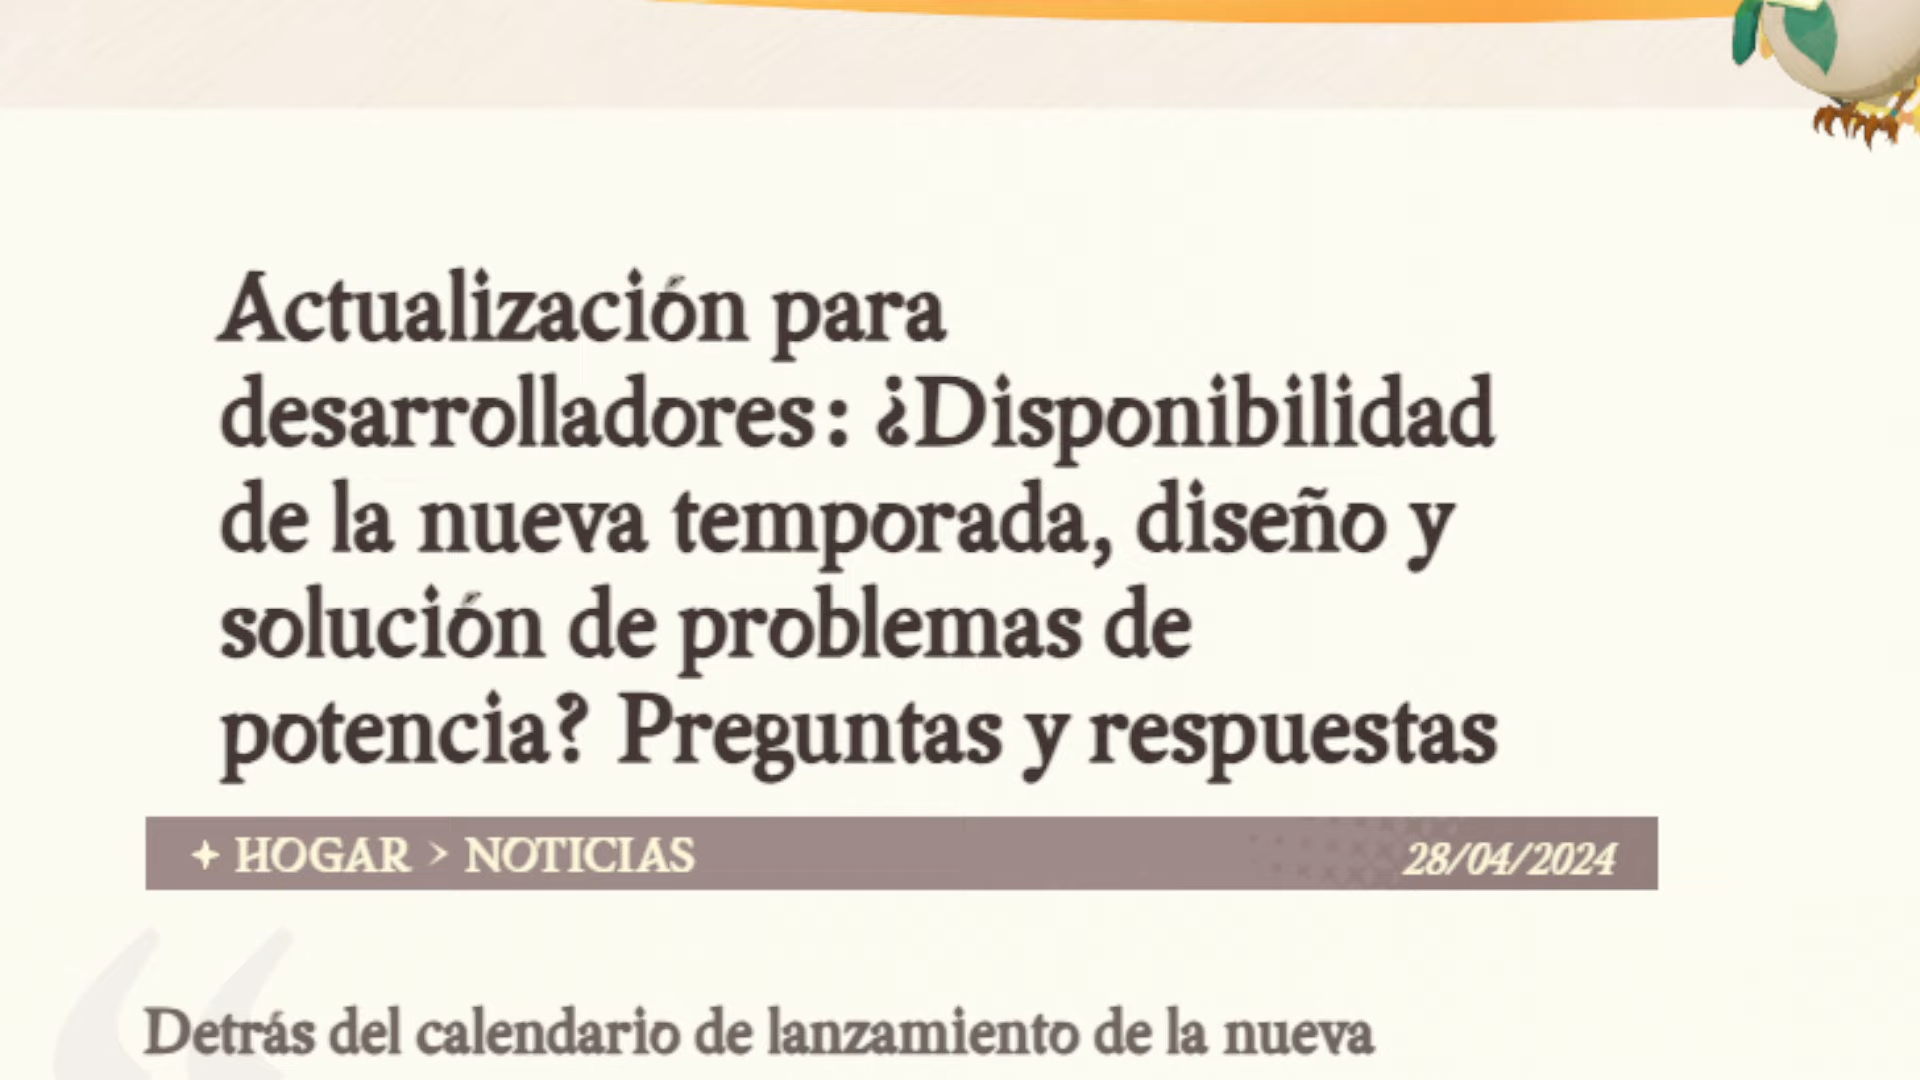 Actualización para
desarrolladores: ¿Disponibilidad
de la nueva temporada, diseño y
solución de problemas de
potencia? Preguntas y respuestas
HOGAR > NOTICIAS
28/04/2024
Detrás del calendario de lanzamiento de la nueva